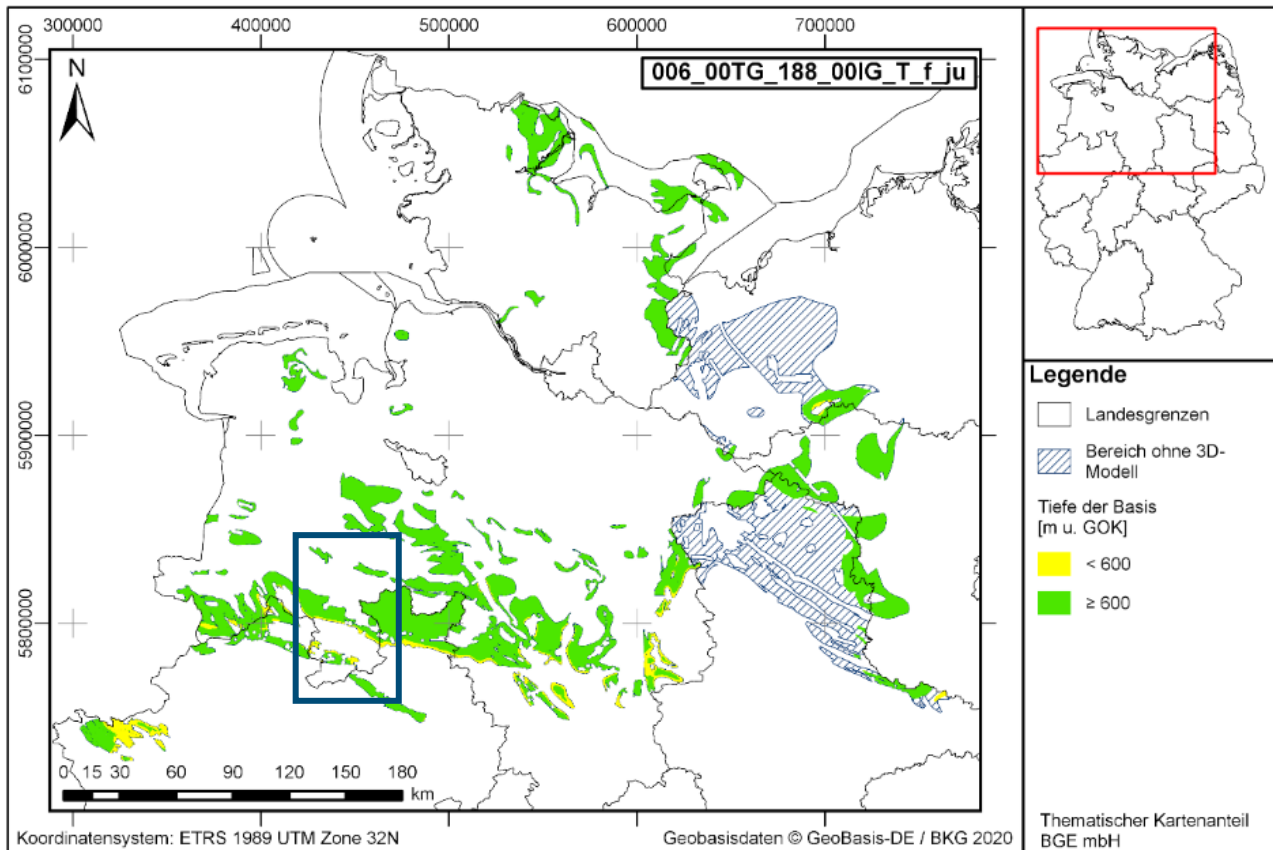 300000 400000 500000 600000 700000
6100000
6000000
5900000
5800000
N
006_00TG_188_00IG_T_f_ju
0 15 30 60 90 120 150 180
km
Koordinatensystem: ETRS 1989 UTM Zone 32N
Geobasisdaten © GeoBasis-DE / BKG 2020
Legende
Landesgrenzen
Bereich ohne 3D-
Modell
Tiefe der Basis
[m u. GOK]
< 600
≥ 600
Thematischer Kartenanteil
BGE mbH